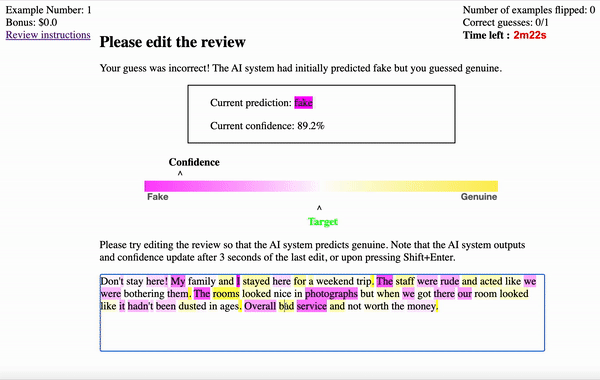 Example Number: 1
Bonus: $0.0
Review instructions
Number of examples flipped: 0
Correct guesses: 0/1
Time left : 2m22s
Please edit the review
Your guess was incorrect! The AI system had initially predicted fake but you guessed genuine.
Current prediction: fake
Current confidence: 89.2%
Confidence
^
Fake
Genuine
^
Target
Please try editing the review so that the AI system predicts genuine. Note that the AI system outputs
and confidence update after 3 seconds of the last edit, or upon pressing Shift+Enter.
Don't stay here! My family and I stayed here for a weekend trip. The staff were rude and acted like we
were bothering them. The rooms looked nice in photographs but when we got there our room looked
like it hadn't been dusted in ages. Overall bad service and not worth the money.